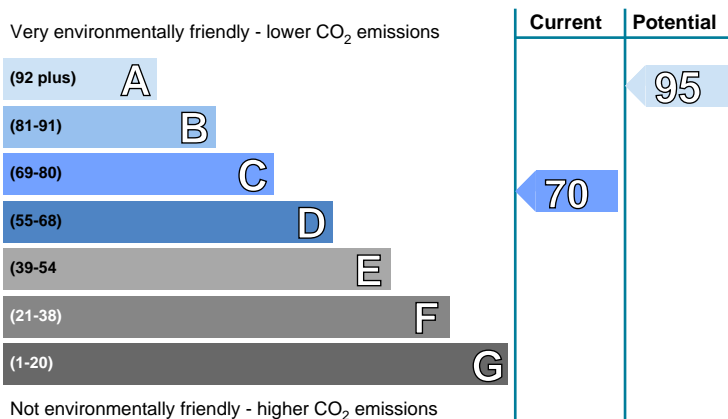 Very environmentally friendly - lower CO2 emissions
Current
Potential
(92 plus) A
95
(81-91) B
(69-80) C
70
(55-68) D
(39-54 E
(21-38) F
(1-20) G
Not environmentally friendly - higher CO2 emissions